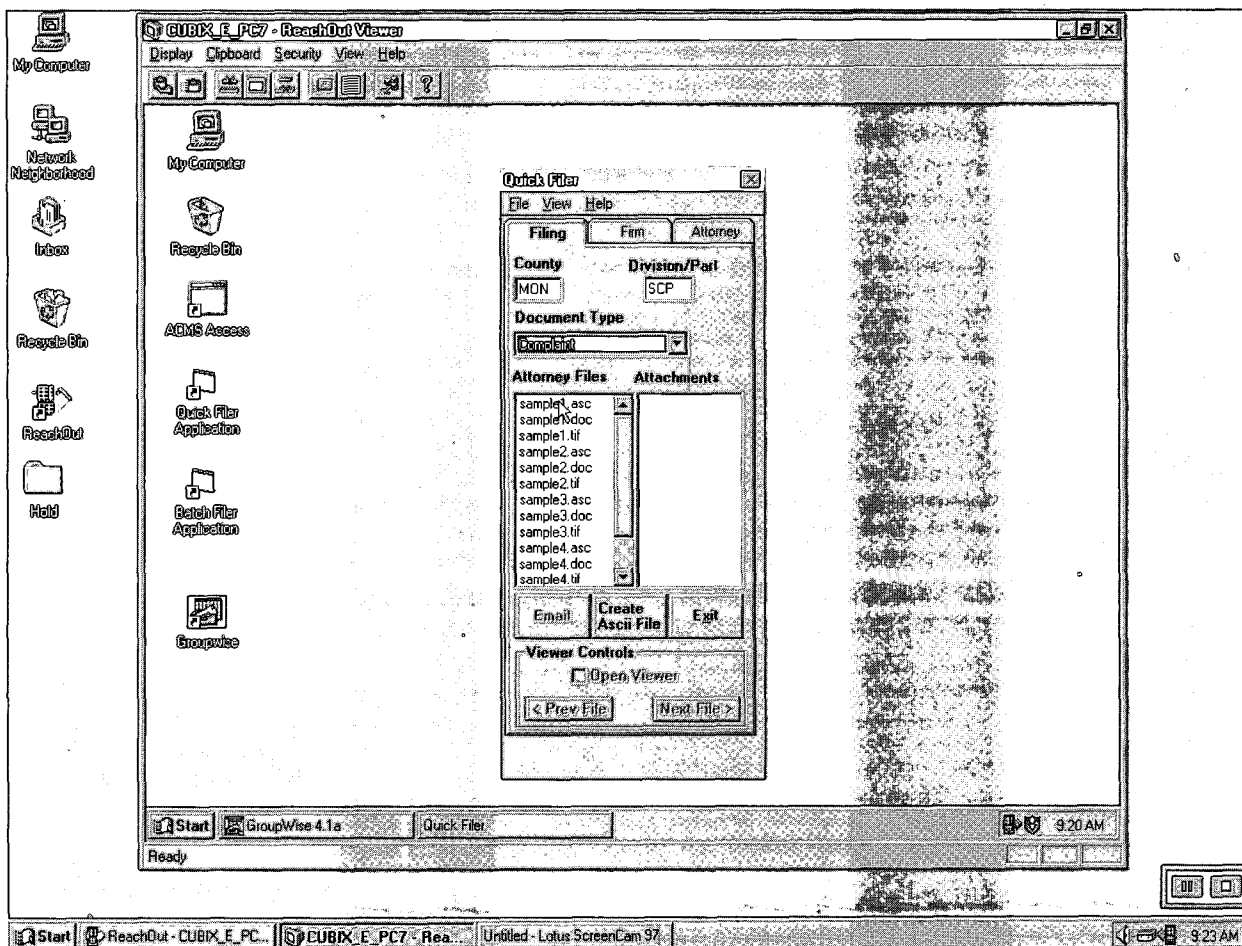 My Computer
Network
Neighborhood
Inbox
Recycle Bin
ReachOut
Hold
CUBIX_E_PC7 - ReachOut Viewer
Display Clipboard Security View Help
My Computer
Recycle Bin
ACMS Access
Quick Filer
Application
Batch Filer
Application
Groupwise
Quick Filer
File View Help
Filing Firm Attorney
County Division/Part
MON SCP
Document Type
Complaint
Attorney Files Attachments
sample1.asc
sample1.doc
sample1.tif
sample2.asc
sample2.doc
sample2.tif
sample3.asc
sample3.doc
sample3.tif
sample4.asc
sample4.doc
sample4.tif
Email Create
Ascii File Exit
Viewer Controls
Open Viewer
< Prev File Next File >
Start GroupWise 4.1a Quick Filer 9:20 AM
Ready
Start ReachOut - CUBIX_E_PC... CUBIX_E_PC7 - Rea... Untitled - Lotus ScreenCam 97 9:23 AM